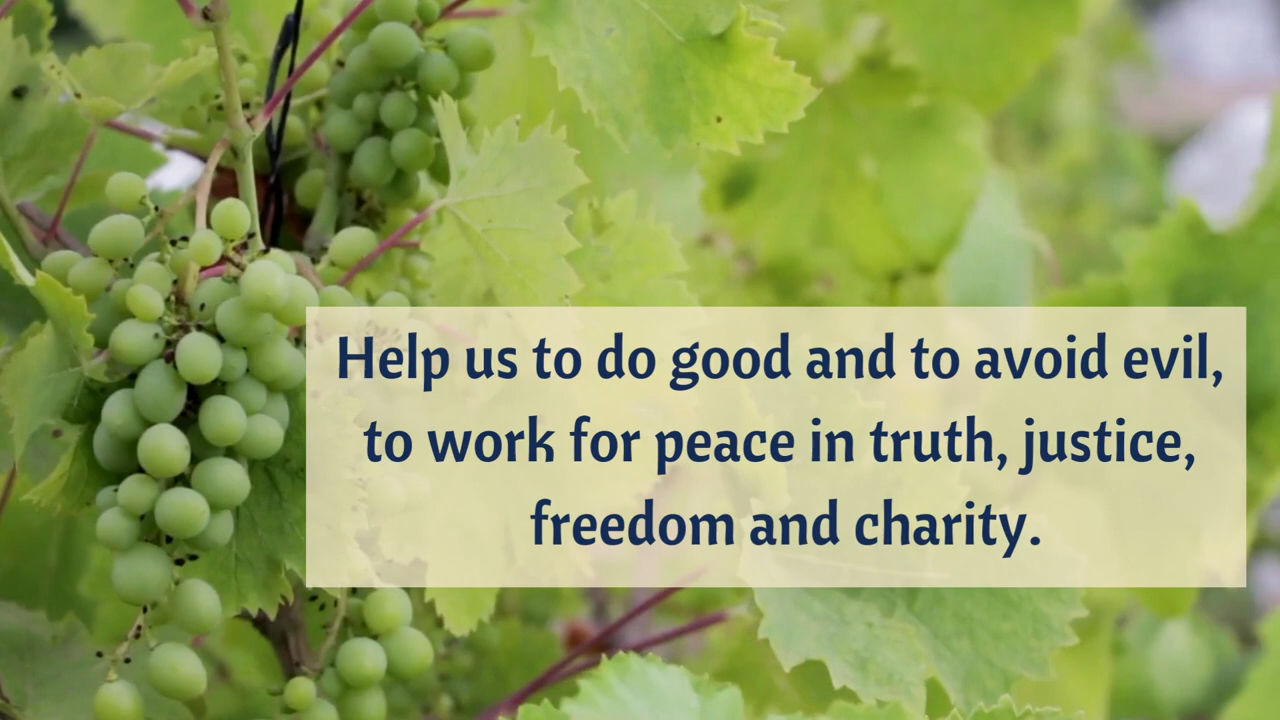 Help us to do good and to avoid evil,
to work for peace in truth, justice,
freedom and charity.